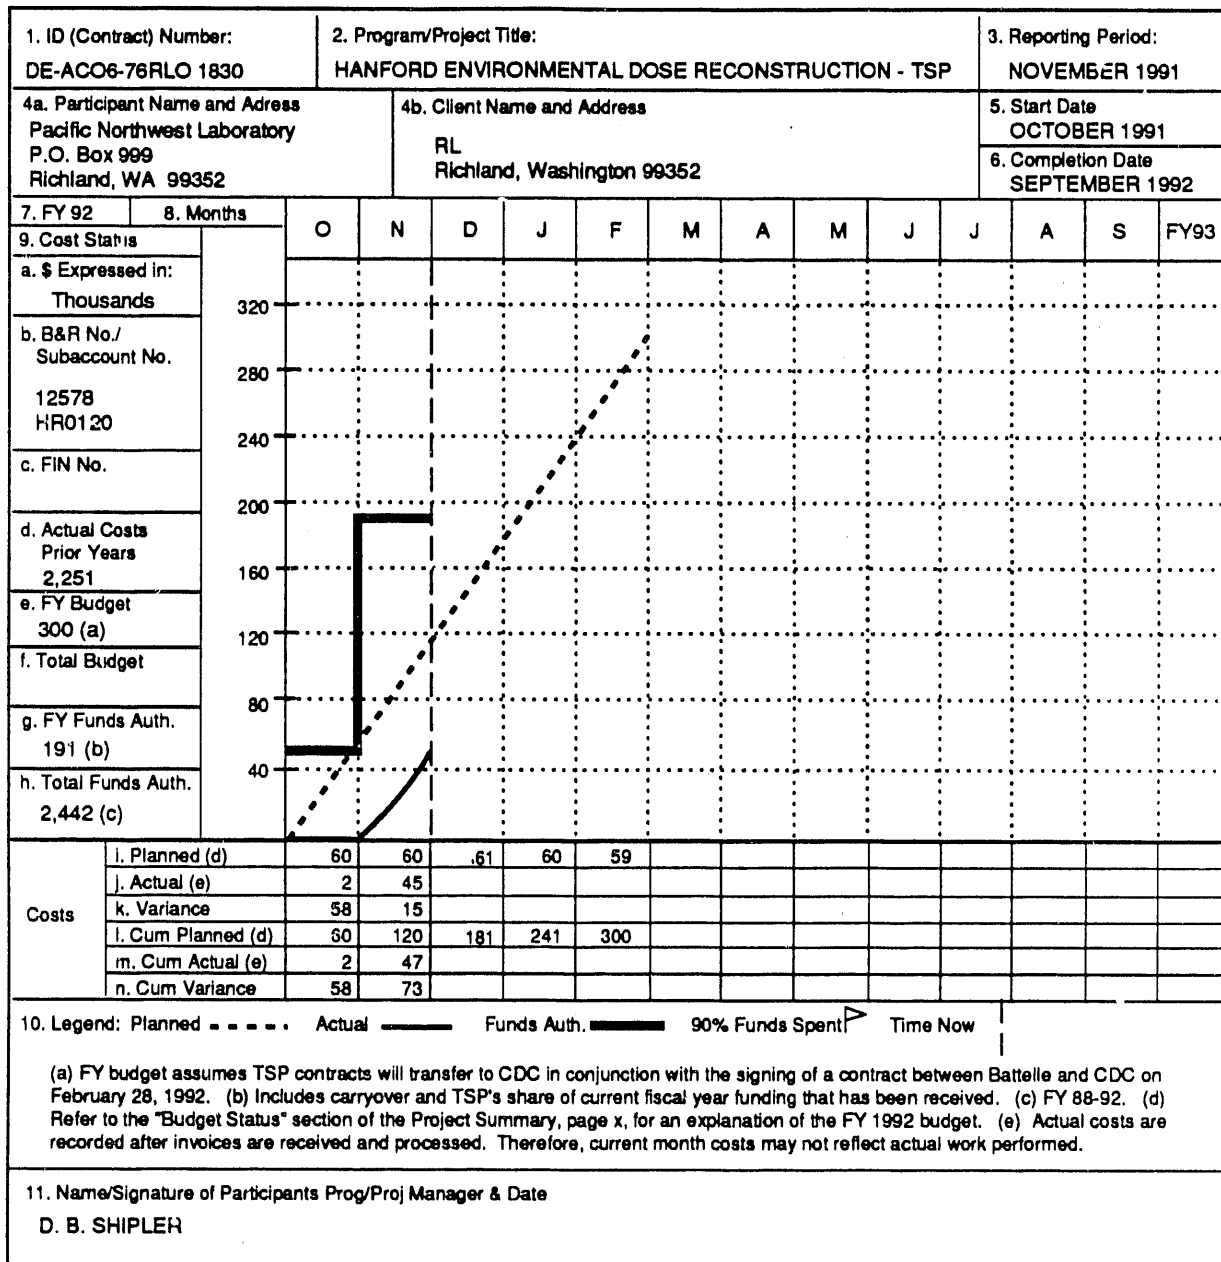 1. ID (Contract) Number:
DE-ACO6-76RLO 1830
2. Program/Project Title:
HANFORD ENVIRONMENTAL DOSE RECONSTRUCTION - TSP
3. Reporting Period:
NOVEMBER 1991
4a. Participant Name and Adress
Pacific Northwest Laboratory
P.O. Box 999
Richland, WA 99352
4b. Client Name and Address
RL
Richland, Washington 99352
5. Start Date
OCTOBER 1991
6. Completion Date
SEPTEMBER 1992
7. FY 92
8. Months
O N D J F M A M J J A S FY93
9. Cost Status
a. $ Expressed in:
Thousands
b. B&R No./
Subaccount No.
12578
HR0120
c. FIN No.
d. Actual Costs
Prior Years
2,251
e. FY Budget
300 (a)
f. Total Budget
g. FY Funds Auth.
191 (b)
h. Total Funds Auth.
2,442 (c)
320
280
240
200
160
120
80
40
Costs
i. Planned (d) 60 60 61 60 59
j. Actual (e) 2 45
k. Variance 58 15
l. Cum Planned (d) 60 120 181 241 300
m. Cum Actual (e) 2 47
n. Cum Variance 58 73
10. Legend: Planned Actual Funds Auth. 90% Funds Spent Time Now
(a) FY budget assumes TSP contracts will transfer to CDC in conjunction with the signing of a contract between Battelle and CDC on
February 28, 1992. (b) Includes carryover and TSP's share of current fiscal year funding that has been received. (c) FY 88-92. (d)
Refer to the "Budget Status" section of the Project Summary, page x, for an explanation of the FY 1992 budget. (e) Actual costs are
recorded after invoices are received and processed. Therefore, current month costs may not reflect actual work performed.
11. Name/Signature of Participants Prog/Proj Manager & Date
D. B. SHIPLER